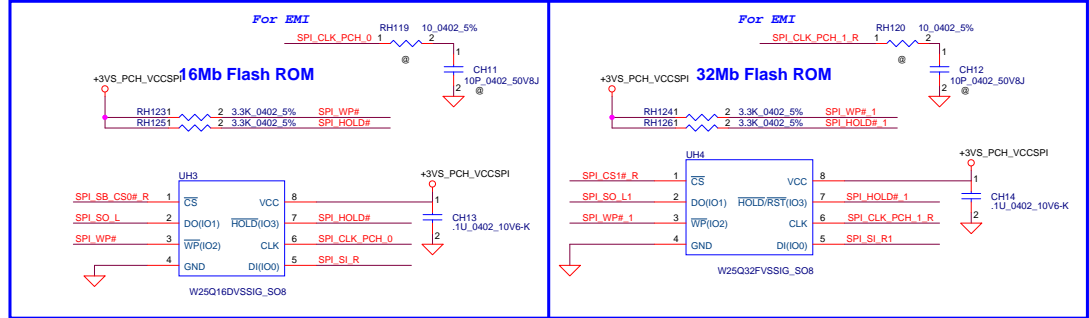 For EMI
RH119 10_0402_5%
SPI_CLK_PCH_0 1 2
@
1
CH11
10P_0402_50V8J
2 @
+3VS_PCH_VCCSPI
16Mb Flash ROM
RH1231 2 3.3K_0402_5% SPI_WP#
RH1251 2 3.3K_0402_5% SPI_HOLD#
UH3
+3VS_PCH_VCCSPI
SPI_SB_CS0#_R 1 CS VCC 8
1
SPI_SO_L 2 DO(IO1) HOLD(IO3) 7 SPI_HOLD#
CH13
.1U_0402_10V6-K
SPI_WP# 3 WP(IO2) CLK 6 SPI_CLK_PCH_0
2
4 GND DI(IO0) 5 SPI_SI_R
W25Q16DVSSIG_SO8
For EMI
RH120 10_0402_5%
SPI_CLK_PCH_1_R 1 2
@
1
CH12
10P_0402_50V8J
2 @
+3VS_PCH_VCCSPI
32Mb Flash ROM
RH1241 2 3.3K_0402_5% SPI_WP#_1
RH1261 2 3.3K_0402_5% SPI_HOLD#_1
UH4
+3VS_PCH_VCCSPI
SPI_CS1#_R 1 CS VCC 8
1
SPI_SO_L1 2 DO(IO1) HOLD/RST(IO3) 7 SPI_HOLD#_1
CH14
.1U_0402_10V6-K
SPI_WP#_1 3 WP(IO2) CLK 6 SPI_CLK_PCH_1_R
2
4 GND DI(IO0) 5 SPI_SI_R1
W25Q32FVSSIG_SO8